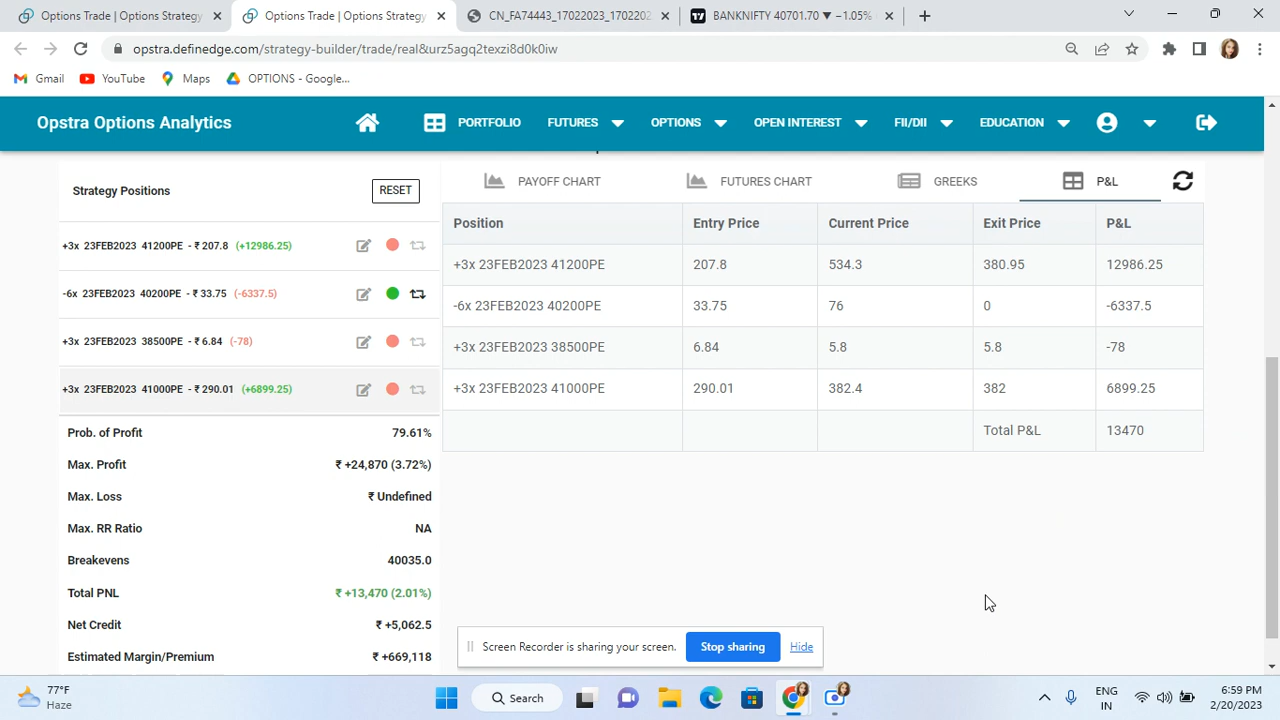 Options Trade | Options Strategy
Options Trade | Options Strategy
CN_FA74443_17022023_170220
BANKNIFTY 40701.70 ▼ −1.05%
opstra.definedge.com/strategy-builder/trade/real&urz5agq2texzi8d0k0iw
Gmail YouTube Maps OPTIONS - Google...
Opstra Options Analytics PORTFOLIO FUTURES OPTIONS OPEN INTEREST FII/DII EDUCATION
Strategy Positions RESET
PAYOFF CHART FUTURES CHART GREEKS P&L
Position Entry Price Current Price Exit Price P&L
+3x 23FEB2023 41200PE - ₹ 207.8 (+12986.25)
+3x 23FEB2023 41200PE 207.8 534.3 380.95 12986.25
-6x 23FEB2023 40200PE - ₹ 33.75 (-6337.5)
-6x 23FEB2023 40200PE 33.75 76 0 -6337.5
+3x 23FEB2023 38500PE - ₹ 6.84 (-78)
+3x 23FEB2023 38500PE 6.84 5.8 5.8 -78
+3x 23FEB2023 41000PE - ₹ 290.01 (+6899.25)
+3x 23FEB2023 41000PE 290.01 382.4 382 6899.25
Total P&L 13470
Prob. of Profit 79.61%
Max. Profit ₹ +24,870 (3.72%)
Max. Loss ₹ Undefined
Max. RR Ratio NA
Breakevens 40035.0
Total PNL ₹ +13,470 (2.01%)
Net Credit ₹ +5,062.5
Estimated Margin/Premium ₹ +669,118
Screen Recorder is sharing your screen. Stop sharing Hide
77°F
Haze
Search
ENG
IN
6:59 PM
2/20/2023